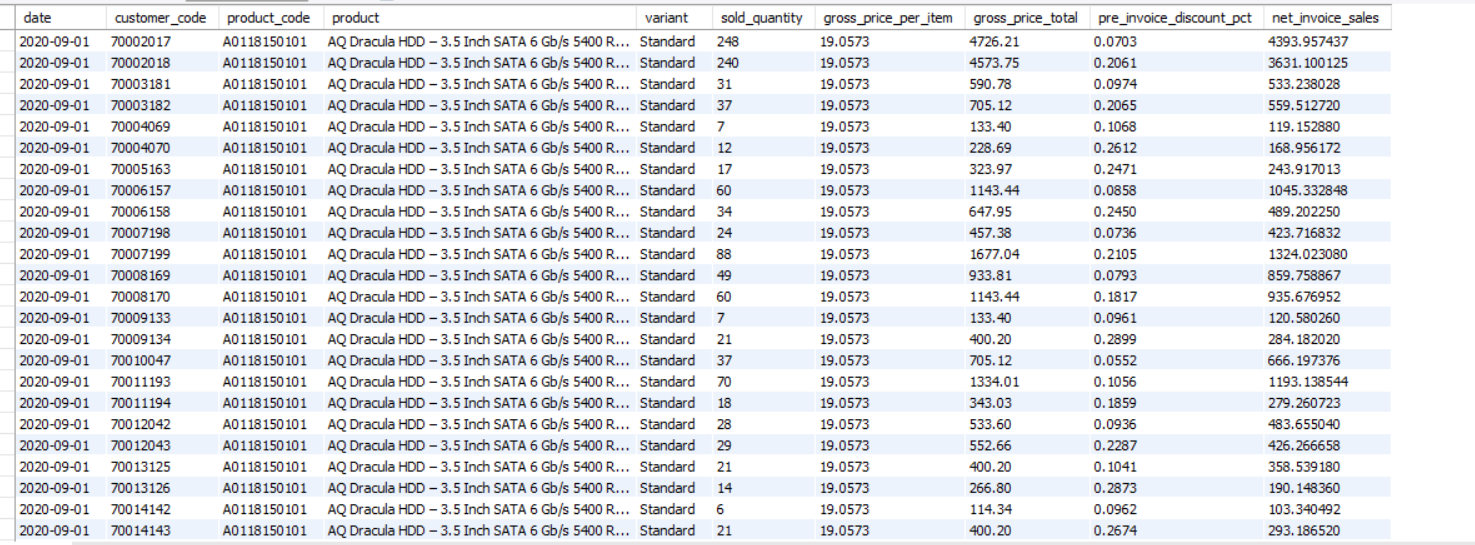 date customer_code product_code product variant sold_quantity gross_price_per_item gross_price_total pre_invoice_discount_pct net_invoice_sales
2020-09-01 70002017 A0118150101 AQ Dracula HDD – 3.5 Inch SATA 6 Gb/s 5400 R... Standard 248 19.0573 4726.21 0.0703 4393.957437
2020-09-01 70002018 A0118150101 AQ Dracula HDD – 3.5 Inch SATA 6 Gb/s 5400 R... Standard 240 19.0573 4573.75 0.2061 3631.100125
2020-09-01 70003181 A0118150101 AQ Dracula HDD – 3.5 Inch SATA 6 Gb/s 5400 R... Standard 31 19.0573 590.78 0.0974 533.238028
2020-09-01 70003182 A0118150101 AQ Dracula HDD – 3.5 Inch SATA 6 Gb/s 5400 R... Standard 37 19.0573 705.12 0.2065 559.512720
2020-09-01 70004069 A0118150101 AQ Dracula HDD – 3.5 Inch SATA 6 Gb/s 5400 R... Standard 7 19.0573 133.40 0.1068 119.152880
2020-09-01 70004070 A0118150101 AQ Dracula HDD – 3.5 Inch SATA 6 Gb/s 5400 R... Standard 12 19.0573 228.69 0.2612 168.956172
2020-09-01 70005163 A0118150101 AQ Dracula HDD – 3.5 Inch SATA 6 Gb/s 5400 R... Standard 17 19.0573 323.97 0.2471 243.917013
2020-09-01 70006157 A0118150101 AQ Dracula HDD – 3.5 Inch SATA 6 Gb/s 5400 R... Standard 60 19.0573 1143.44 0.0858 1045.332848
2020-09-01 70006158 A0118150101 AQ Dracula HDD – 3.5 Inch SATA 6 Gb/s 5400 R... Standard 34 19.0573 647.95 0.2450 489.202250
2020-09-01 70007198 A0118150101 AQ Dracula HDD – 3.5 Inch SATA 6 Gb/s 5400 R... Standard 24 19.0573 457.38 0.0736 423.716832
2020-09-01 70007199 A0118150101 AQ Dracula HDD – 3.5 Inch SATA 6 Gb/s 5400 R... Standard 88 19.0573 1677.04 0.2105 1324.023080
2020-09-01 70008169 A0118150101 AQ Dracula HDD – 3.5 Inch SATA 6 Gb/s 5400 R... Standard 49 19.0573 933.81 0.0793 859.758867
2020-09-01 70008170 A0118150101 AQ Dracula HDD – 3.5 Inch SATA 6 Gb/s 5400 R... Standard 60 19.0573 1143.44 0.1817 935.676952
2020-09-01 70009133 A0118150101 AQ Dracula HDD – 3.5 Inch SATA 6 Gb/s 5400 R... Standard 7 19.0573 133.40 0.0961 120.580260
2020-09-01 70009134 A0118150101 AQ Dracula HDD – 3.5 Inch SATA 6 Gb/s 5400 R... Standard 21 19.0573 400.20 0.2899 284.182020
2020-09-01 70010047 A0118150101 AQ Dracula HDD – 3.5 Inch SATA 6 Gb/s 5400 R... Standard 37 19.0573 705.12 0.0552 666.197376
2020-09-01 70011193 A0118150101 AQ Dracula HDD – 3.5 Inch SATA 6 Gb/s 5400 R... Standard 70 19.0573 1334.01 0.1056 1193.138544
2020-09-01 70011194 A0118150101 AQ Dracula HDD – 3.5 Inch SATA 6 Gb/s 5400 R... Standard 18 19.0573 343.03 0.1859 279.260723
2020-09-01 70012042 A0118150101 AQ Dracula HDD – 3.5 Inch SATA 6 Gb/s 5400 R... Standard 28 19.0573 533.60 0.0936 483.655040
2020-09-01 70012043 A0118150101 AQ Dracula HDD – 3.5 Inch SATA 6 Gb/s 5400 R... Standard 29 19.0573 552.66 0.2287 426.266658
2020-09-01 70013125 A0118150101 AQ Dracula HDD – 3.5 Inch SATA 6 Gb/s 5400 R... Standard 21 19.0573 400.20 0.1041 358.539180
2020-09-01 70013126 A0118150101 AQ Dracula HDD – 3.5 Inch SATA 6 Gb/s 5400 R... Standard 14 19.0573 266.80 0.2873 190.148360
2020-09-01 70014142 A0118150101 AQ Dracula HDD – 3.5 Inch SATA 6 Gb/s 5400 R... Standard 6 19.0573 114.34 0.0962 103.340492
2020-09-01 70014143 A0118150101 AQ Dracula HDD – 3.5 Inch SATA 6 Gb/s 5400 R... Standard 21 19.0573 400.20 0.2674 293.186520